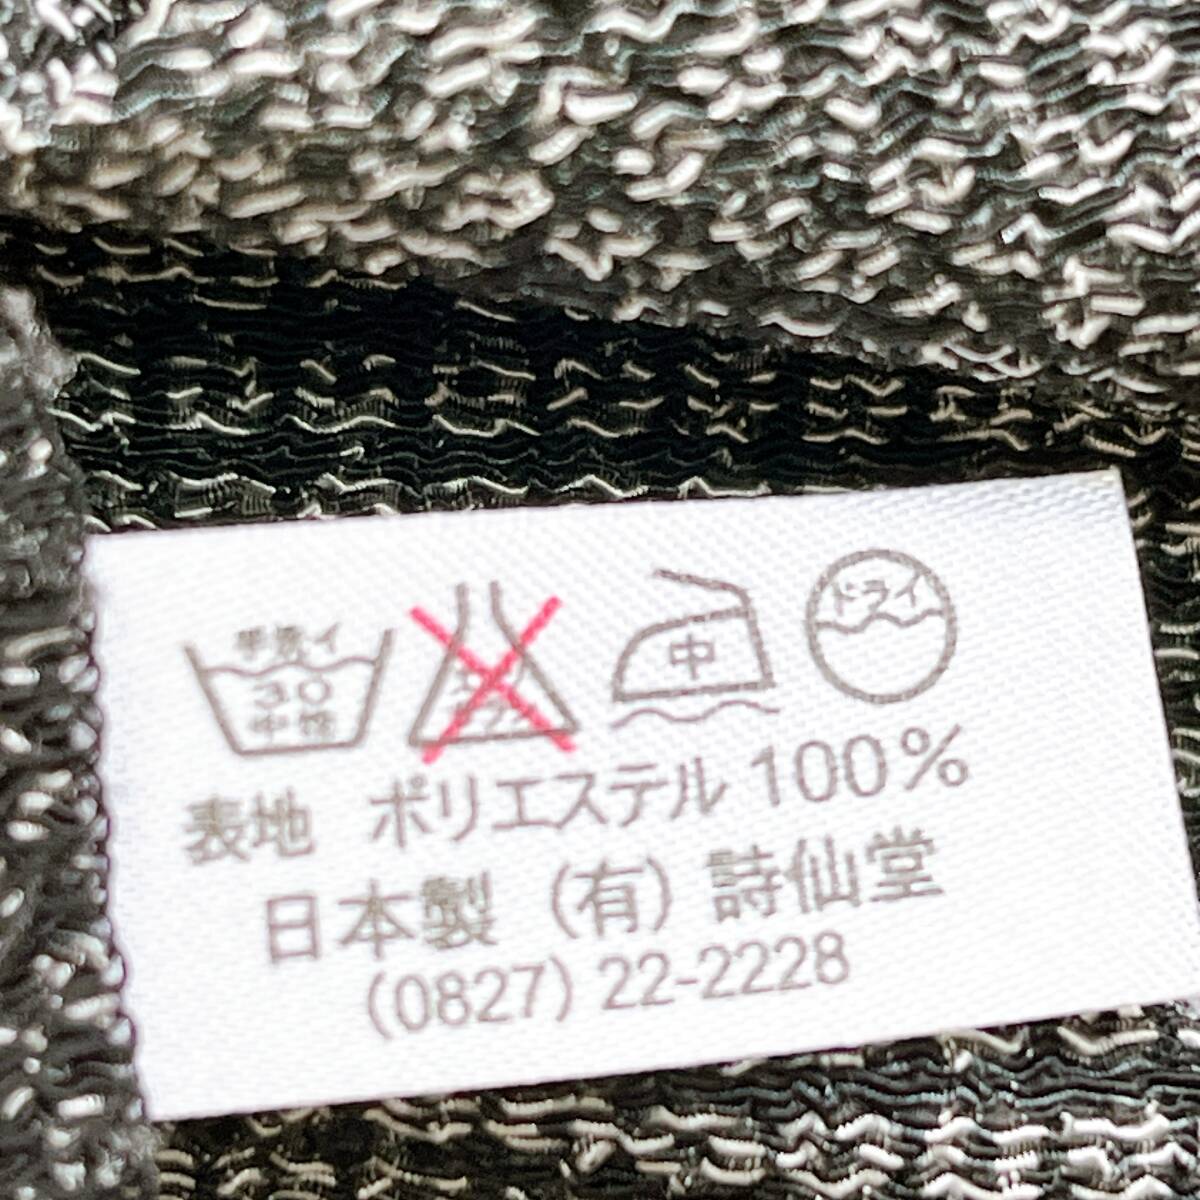 手洗イ
30
中性
中
ドライ
表地 ポリエステル 100%
日本製 (有) 詩仙堂
(0827) 22-2228